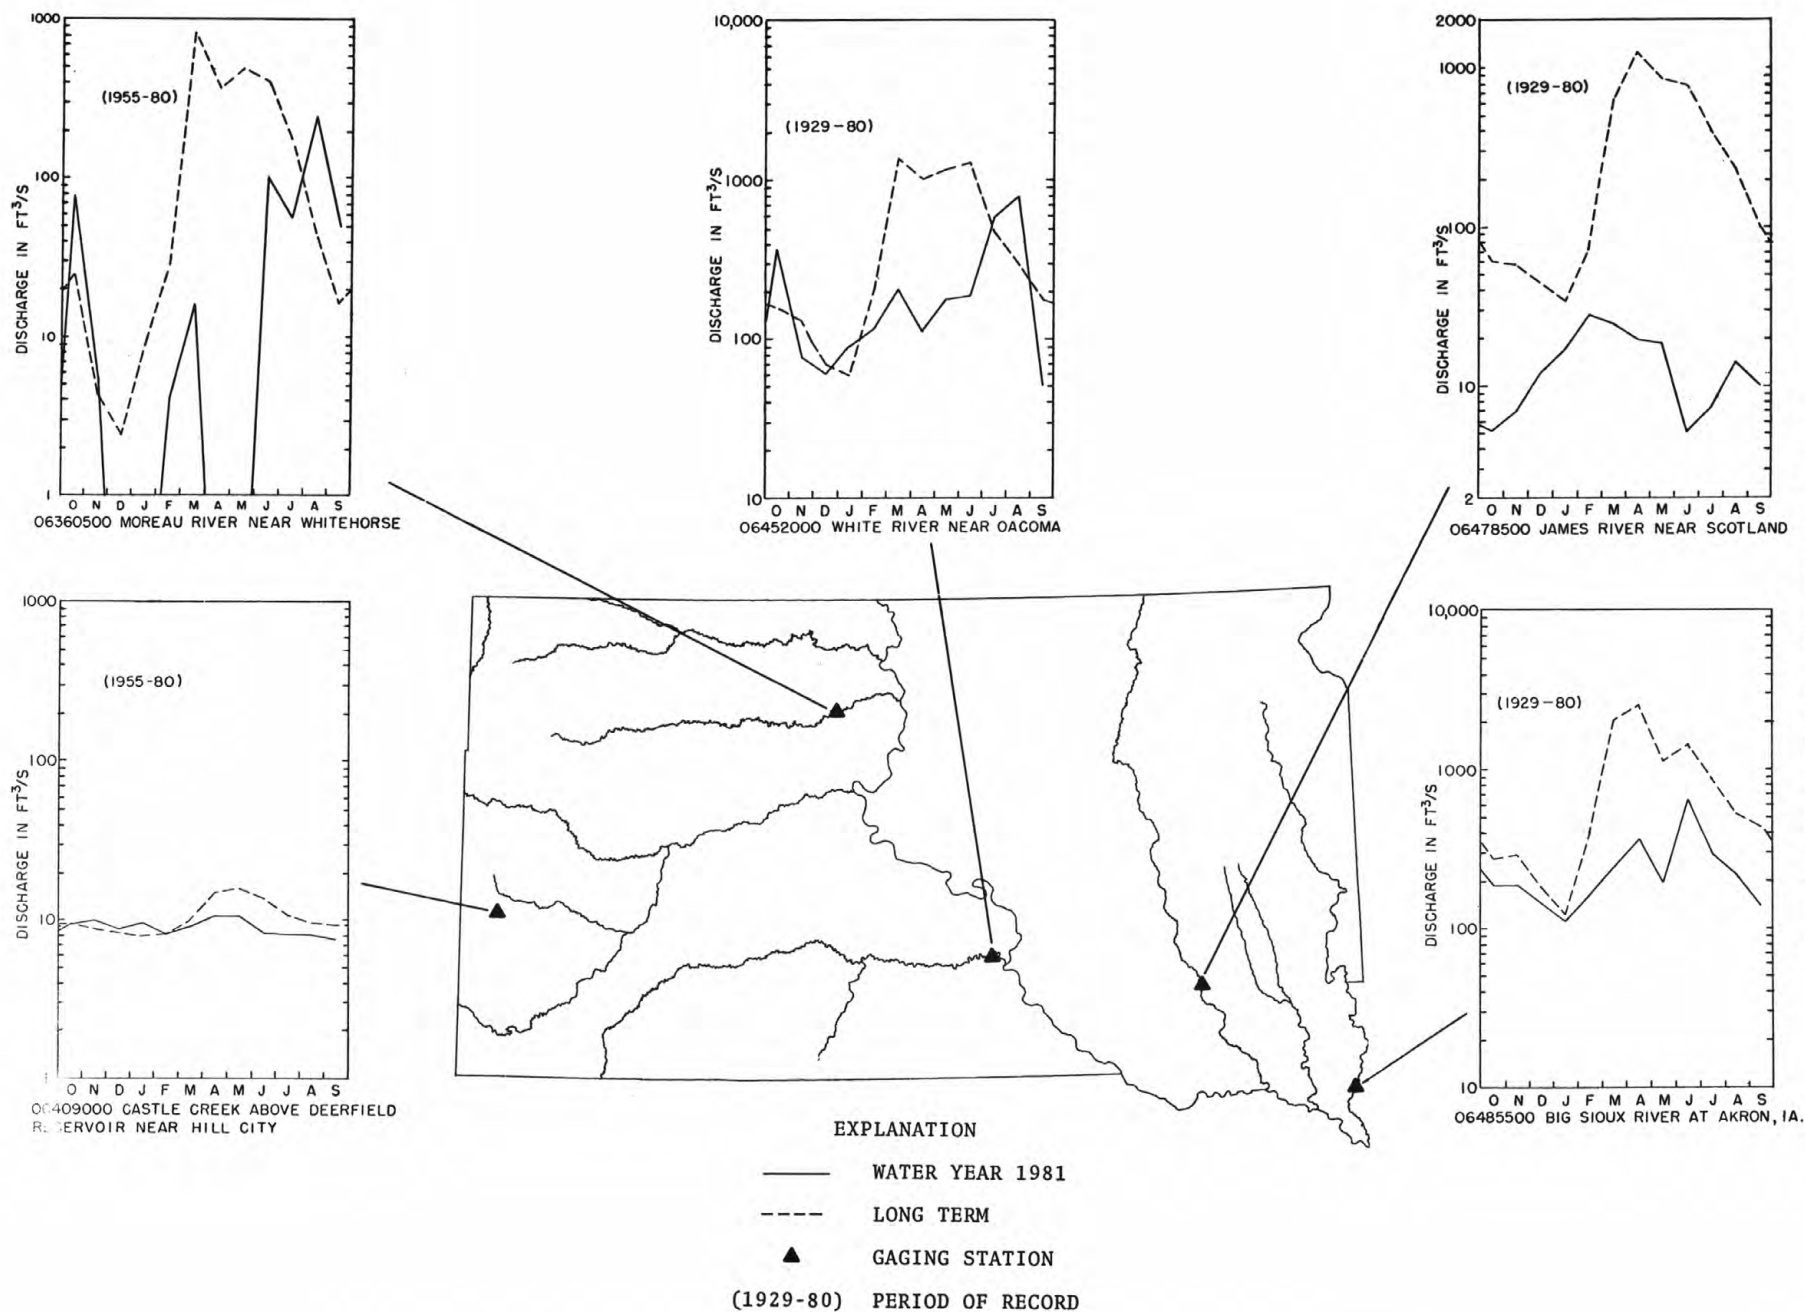 1000
100
10
1
DISCHARGE IN FT³/S
(1955-80)
O N D J F M A M J J A S
06360500 MOREAU RIVER NEAR WHITEHORSE
10,000
1000
100
10
DISCHARGE IN FT³/S
(1929-80)
O N D J F M A M J J A S
06452000 WHITE RIVER NEAR OACOMA
2000
1000
100
10
2
DISCHARGE IN FT³/S
(1929-80)
O N D J F M A M J J A S
06478500 JAMES RIVER NEAR SCOTLAND
1000
100
10
DISCHARGE IN FT³/S
(1955-80)
O N D J F M A M J J A S
409000 CASTLE CREEK ABOVE DEERFIELD
NEAR HILL CITY
10,000
1000
100
10
DISCHARGE IN FT³/S
(1929-80)
O N D J F M A M J J A S
06485500 BIG SIOUX RIVER AT AKRON, IA.
EXPLANATION
WATER YEAR 1981
LONG TERM
GAGING STATION
(1929-80) PERIOD OF RECORD